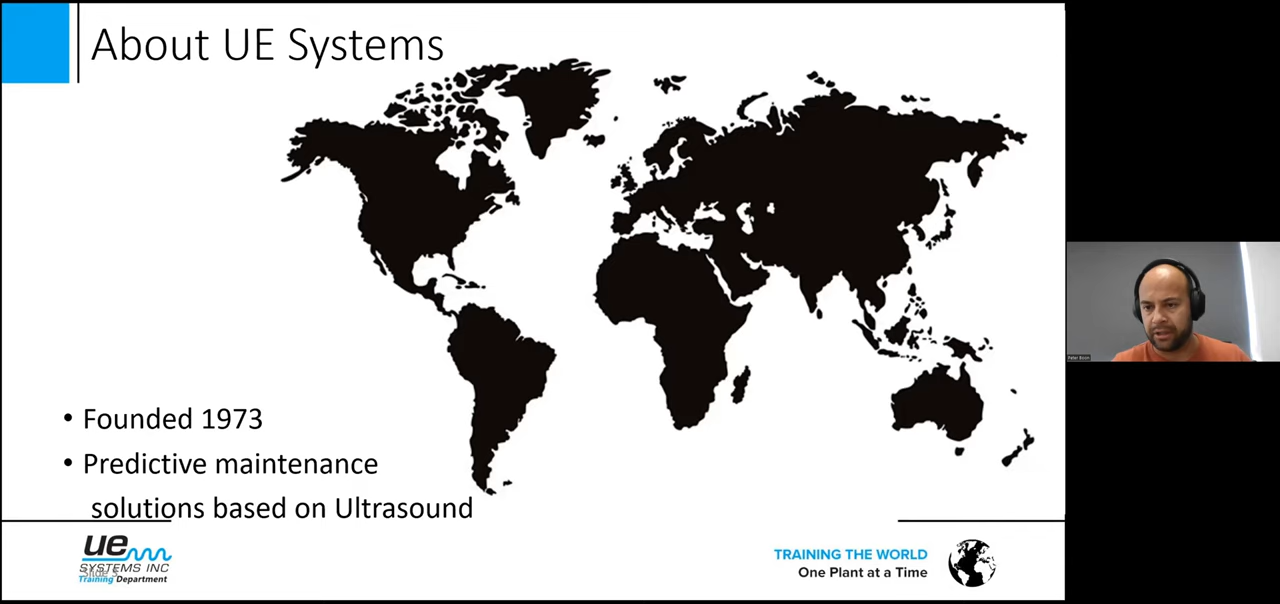 About UE Systems
• Founded 1973
• Predictive maintenance
solutions based on Ultrasound
ue
SYSTEMS INC
Training Department
TRAINING THE WORLD
One Plant at a Time